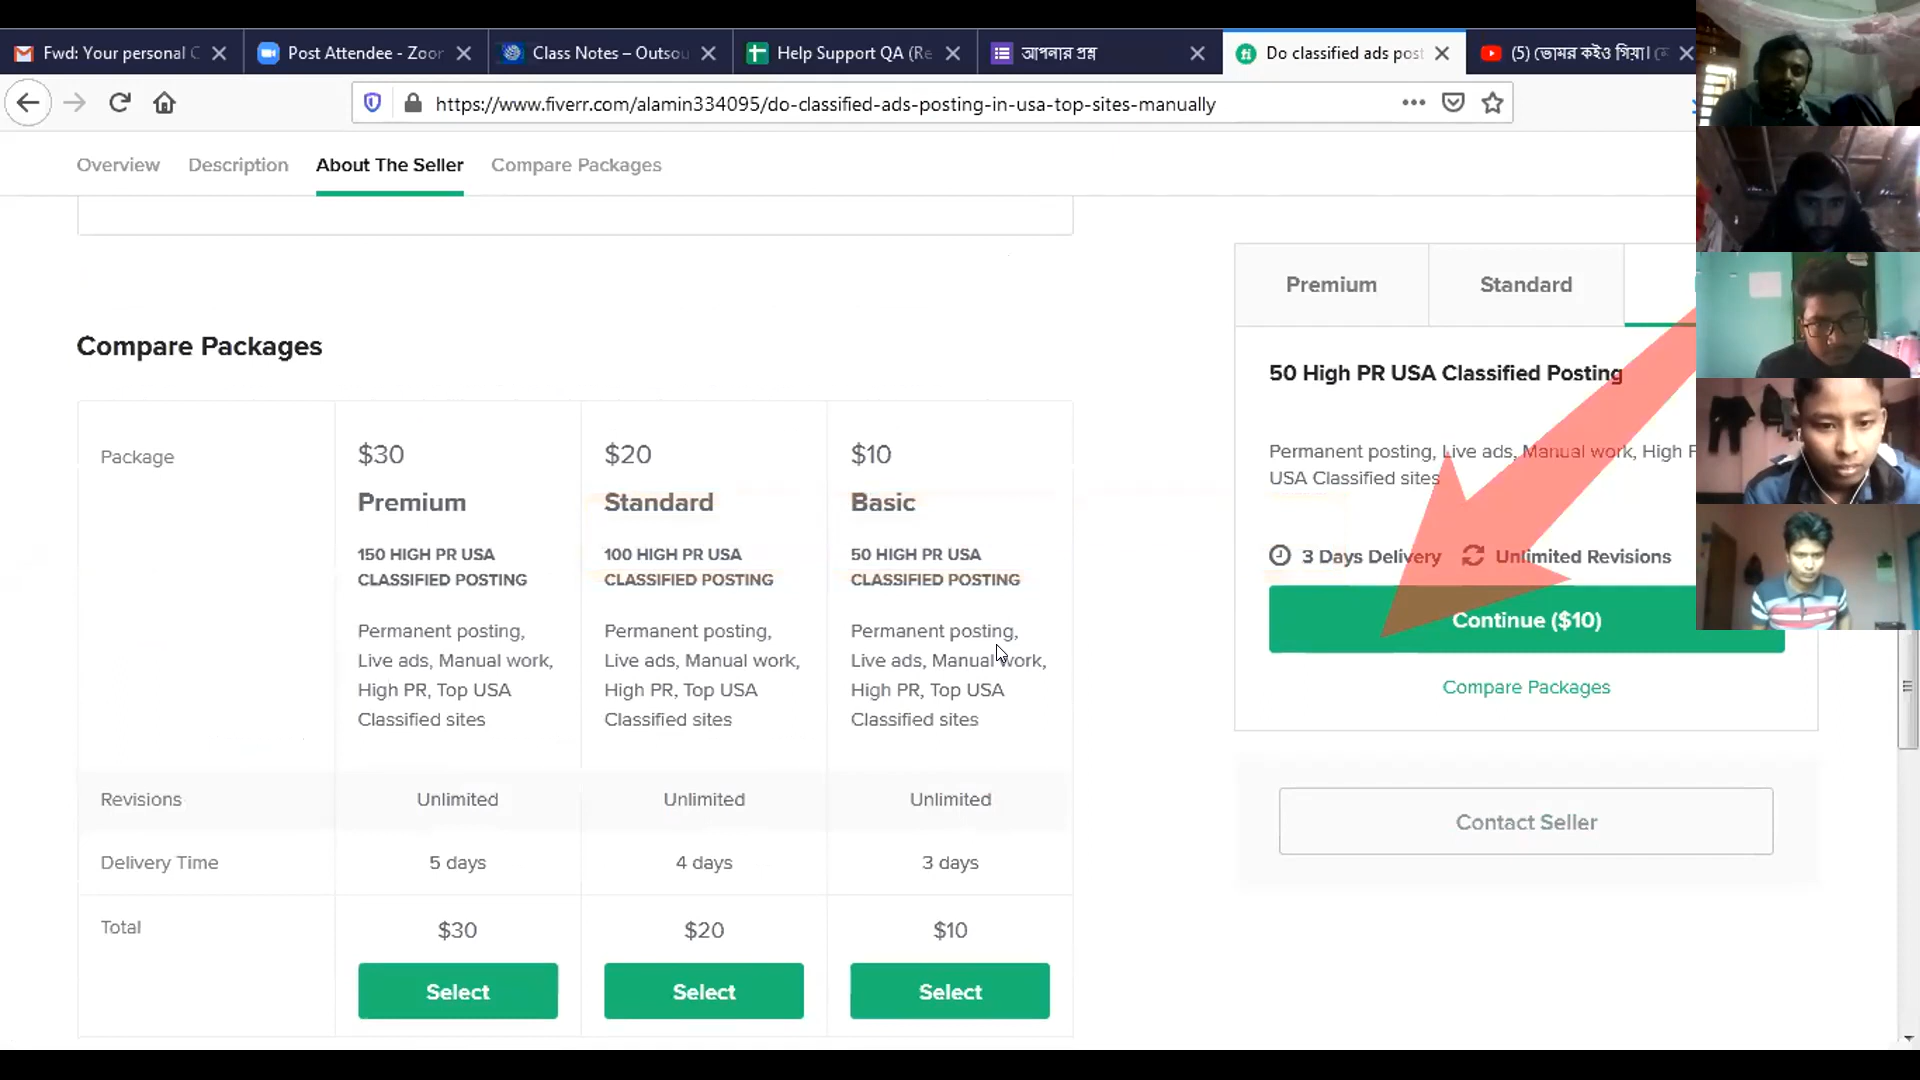 Fwd: Your personal
Post Attendee - Zoor
Class Notes – Outsou
Help Support QA (Re
আপনার প্রশ্ন
Do classified ads post
(5) ভোমর কইও গিয়া।
https://www.fiverr.com/alamin334095/do-classified-ads-posting-in-usa-top-sites-manually
Overview Description About The Seller Compare Packages
Compare Packages
Package
$30
Premium
150 HIGH PR USA
CLASSIFIED POSTING
Permanent posting,
Live ads, Manual work,
High PR, Top USA
Classified sites
$20
Standard
100 HIGH PR USA
CLASSIFIED POSTING
Permanent posting,
Live ads, Manual work,
High PR, Top USA
Classified sites
$10
Basic
50 HIGH PR USA
CLASSIFIED POSTING
Permanent posting,
Live ads, Manual work,
High PR, Top USA
Classified sites
Revisions Unlimited Unlimited Unlimited
Delivery Time 5 days 4 days 3 days
Total $30 $20 $10
Select Select Select
Premium Standard
50 High PR USA Classified Posting
Permanent posting, Live ads, Manual work, High
USA Classified sites
3 Days Delivery Unlimited Revisions
Continue ($10)
Compare Packages
Contact Seller